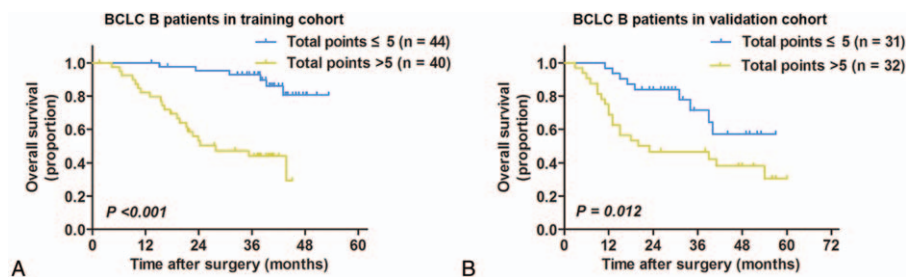 BCLC B patients in training cohort
Total points ≤ 5 (n = 44)
Total points >5 (n = 40)
Overall survival
(proportion)
1.0
0.8
0.6
0.4
0.2
0.0
P <0.001
0 12 24 36 48 60
Time after surgery (months)
A
BCLC B patients in validation cohort
Total points ≤ 5 (n = 31)
Total points >5 (n = 32)
Overall survival
(proportion)
1.0
0.8
0.6
0.4
0.2
0.0
P = 0.012
0 12 24 36 48 60 72
Time after surgery (months)
B